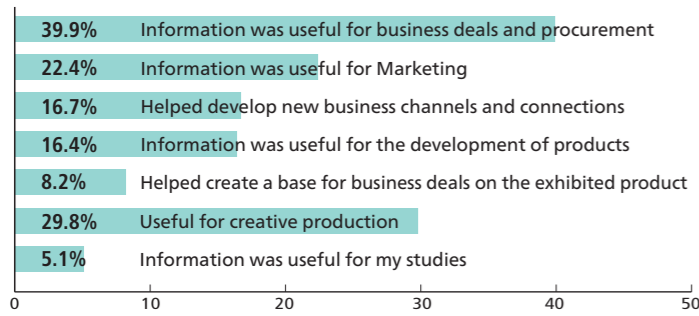 39.9% Information was useful for business deals and procurement
22.4% Information was useful for Marketing
16.7% Helped develop new business channels and connections
16.4% Information was useful for the development of products
8.2% Helped create a base for business deals on the exhibited product
29.8% Useful for creative production
5.1% Information was useful for my studies
0 10 20 30 40 50